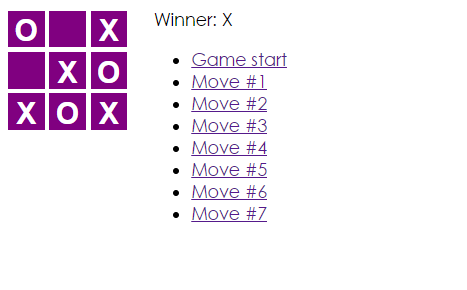 O X
X O
X O X
Winner: X
Game start
Move #1
Move #2
Move #3
Move #4
Move #5
Move #6
Move #7